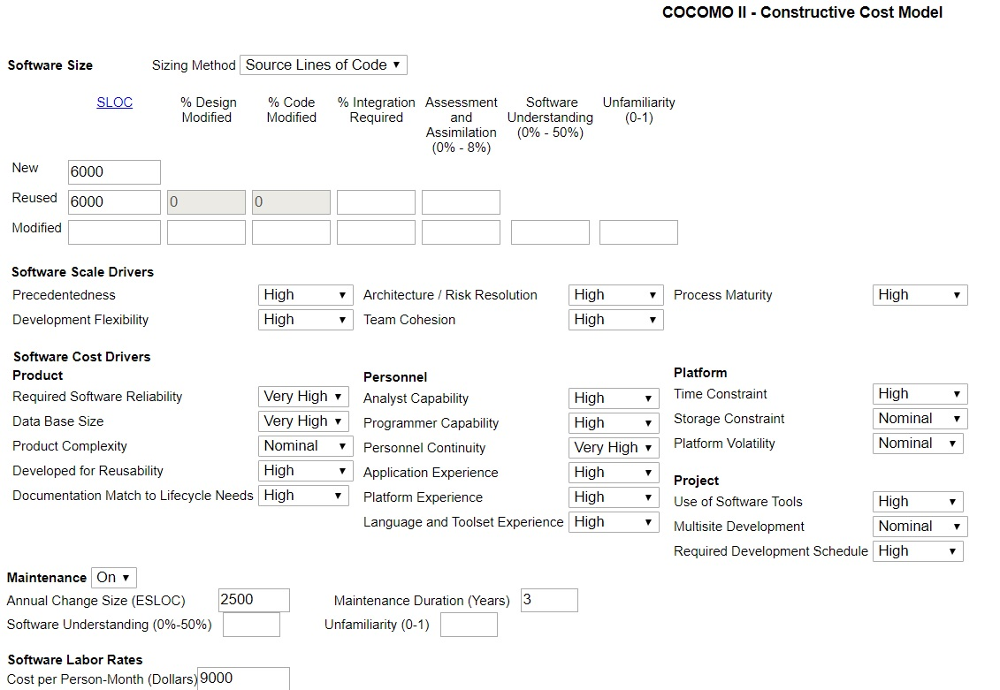 COCOMO II - Constructive Cost Model
Software Size Sizing Method Source Lines of Code
SLOC % Design Modified % Code Modified % Integration Required Assessment and Assimilation (0% - 8%) Software Understanding (0% - 50%) Unfamiliarity (0-1)
New 6000
Reused 6000 0 0
Modified
Software Scale Drivers
Precedentedness High Architecture / Risk Resolution High Process Maturity High
Development Flexibility High Team Cohesion High
Software Cost Drivers
Product Personnel Platform
Required Software Reliability Very High Analyst Capability High Time Constraint High
Data Base Size Very High Programmer Capability High Storage Constraint Nominal
Product Complexity Nominal Personnel Continuity Very High Platform Volatility Nominal
Developed for Reusability High Application Experience High Project
Documentation Match to Lifecycle Needs High Platform Experience High Use of Software Tools High
Language and Toolset Experience High Multisite Development Nominal
Required Development Schedule High
Maintenance On
Annual Change Size (ESLOC) 2500 Maintenance Duration (Years) 3
Software Understanding (0%-50%) Unfamiliarity (0-1)
Software Labor Rates
Cost per Person-Month (Dollars) 9000